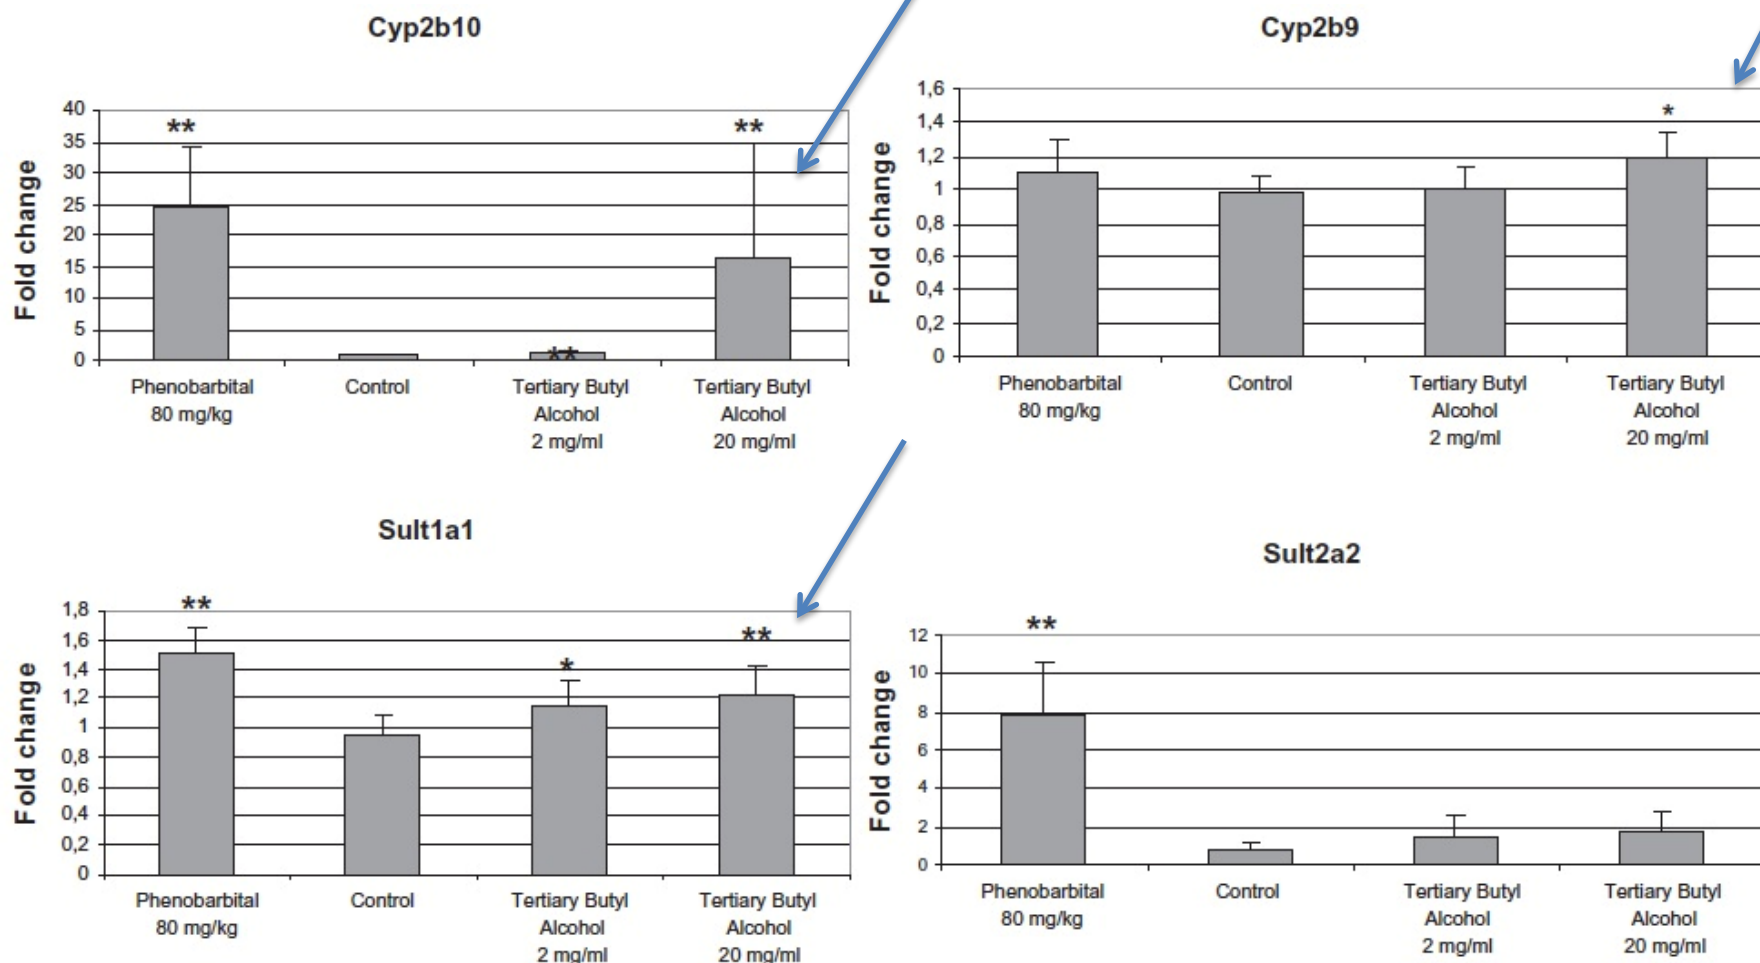 Cyp2b10
**
**
40
35
30
25
20
15
10
5
0
Fold change
**
Phenobarbital
80 mg/kg
Control
Tertiary Butyl
Alcohol
2 mg/ml
Tertiary Butyl
Alcohol
20 mg/ml
Cyp2b9
*
1,6
1,4
1,2
1
0,8
0,6
0,4
0,2
0
Fold change
Phenobarbital
80 mg/kg
Control
Tertiary Butyl
Alcohol
2 mg/ml
Tertiary Butyl
Alcohol
20 mg/ml
Sult1a1
**
*
**
1,8
1,6
1,4
1,2
1
0,8
0,6
0,4
0,2
0
Fold change
Phenobarbital
80 mg/kg
Control
Tertiary Butyl
Alcohol
2 mg/ml
Tertiary Butyl
Alcohol
20 mg/ml
Sult2a2
**
12
10
8
6
4
2
0
Fold change
Phenobarbital
80 mg/kg
Control
Tertiary Butyl
Alcohol
2 mg/ml
Tertiary Butyl
Alcohol
20 mg/ml